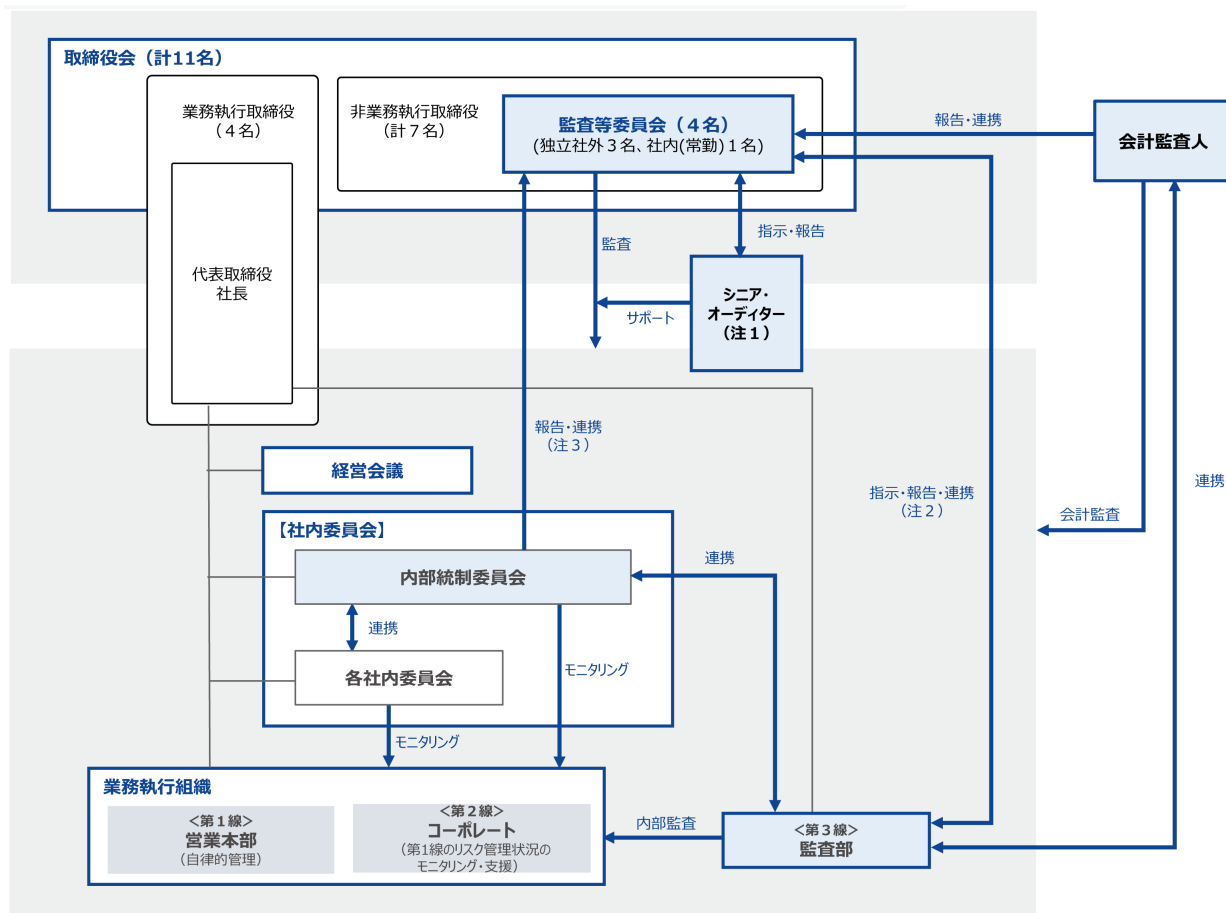 取締役会(計11名)
業務執行取締役
(4名)
非業務執行取締役
(計7名)
監査等委員会(4名)
(独立社外3名、社内(常勤)1名)
報告・連携
会計監査人
代表取締役
社長
監査
指示・報告
シニア・
オーディター
(注1)
サポート
報告・連携
(注3)
経営会議
指示・報告・連携
(注2)
連携
会計監査
【社内委員会】
内部統制委員会
連携
連携
各社内委員会
モニタリング
モニタリング
業務執行組織
<第1線>
営業本部
(自律的管理)
<第2線>
コーポレート
(第1線のリスク管理状況の
モニタリング・支援)
内部監査
<第3線>
監査部